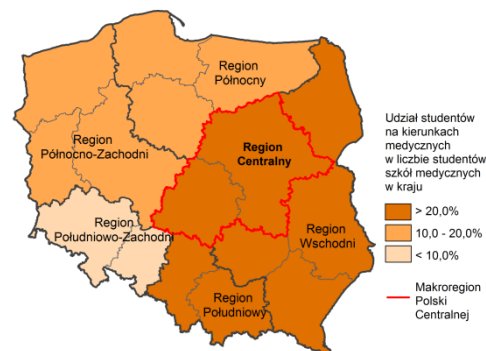 Region
Północny
Region
Północno-Zachodni
Region
Centralny
Region
Południowo-Zachodni
Region
Wschodni
Region
Południowy
Udział studentów
na kierunkach
medycznych
w liczbie studentów
szkół medycznych
w kraju
> 20,0%
10,0 - 20,0%
< 10,0%
Makroregion
Polski
Centralnej